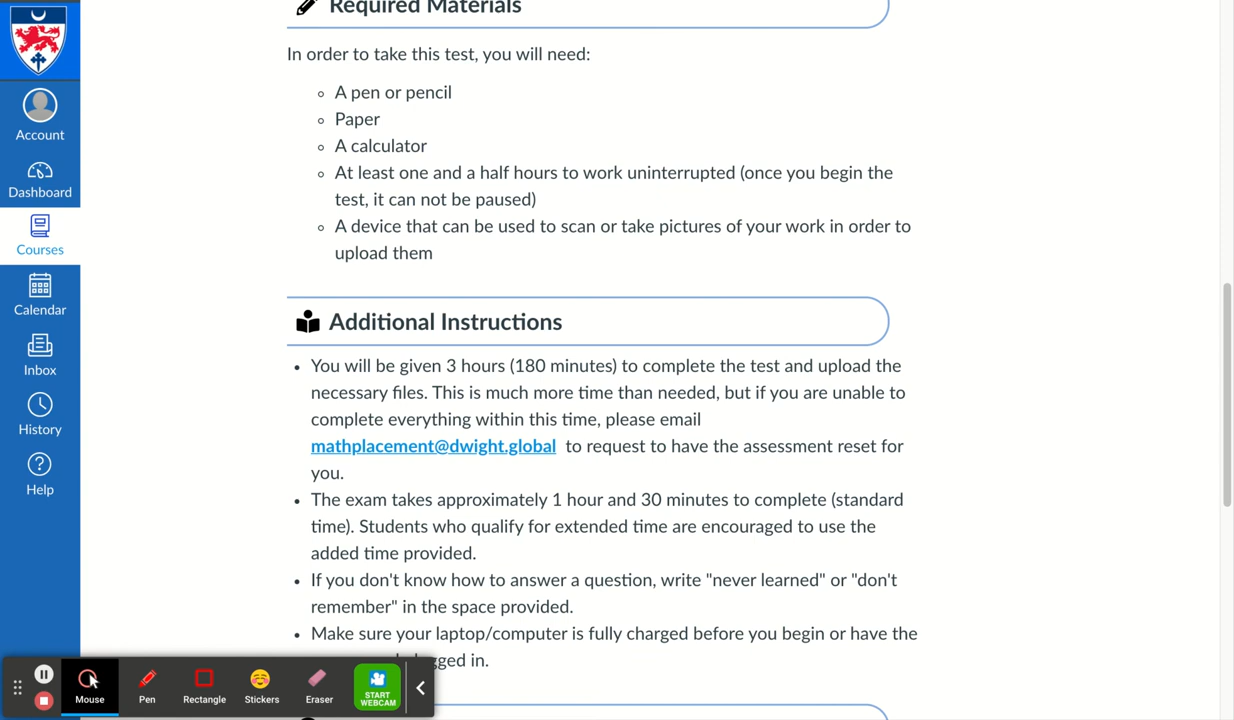 Required Materials
In order to take this test, you will need:
A pen or pencil
Paper
A calculator
At least one and a half hours to work uninterrupted (once you begin the
test, it can not be paused)
A device that can be used to scan or take pictures of your work in order to
upload them
Additional Instructions
You will be given 3 hours (180 minutes) to complete the test and upload the
necessary files. This is much more time than needed, but if you are unable to
complete everything within this time, please email
mathplacement@dwight.global to request to have the assessment reset for
you.
The exam takes approximately 1 hour and 30 minutes to complete (standard
time). Students who qualify for extended time are encouraged to use the
added time provided.
If you don't know how to answer a question, write "never learned" or "don't
remember" in the space provided.
Make sure your laptop/computer is fully charged before you begin or have the
in.
Account
Dashboard
Courses
Calendar
Inbox
History
Help
Mouse
Pen
Rectangle
Stickers
Eraser
START
WEBCAM